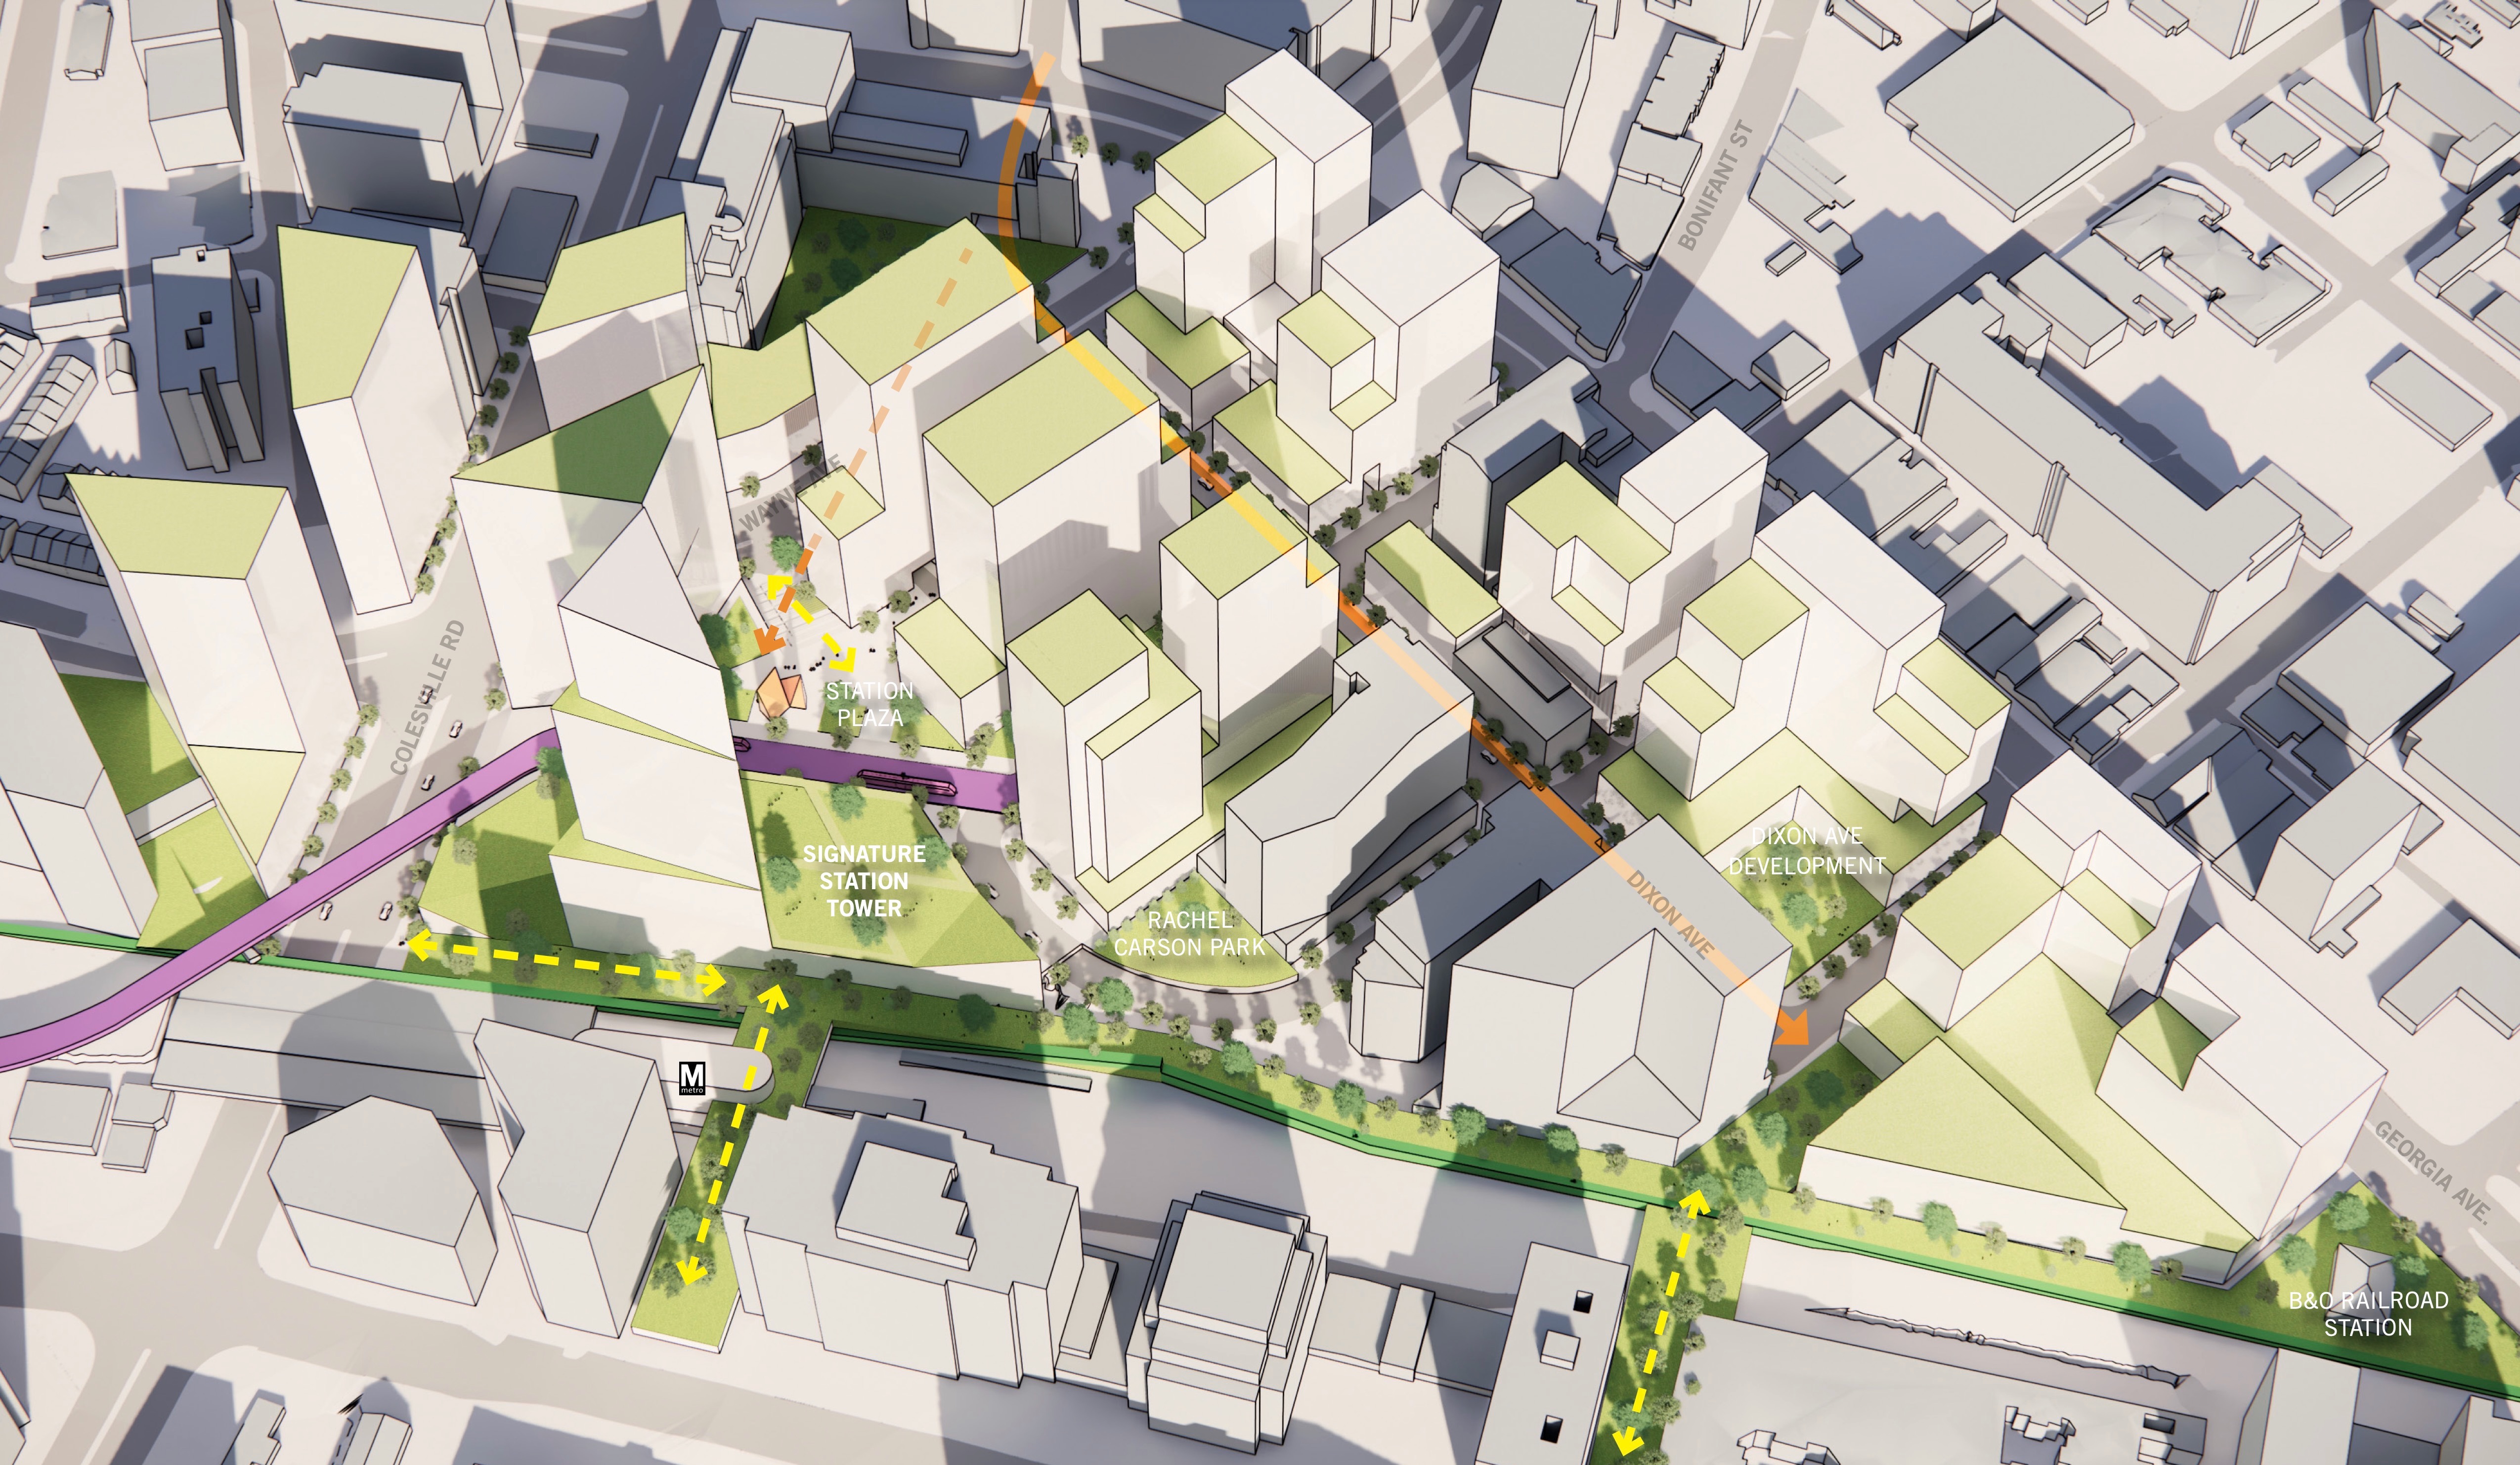 BONIFANT ST
WAYNE AVE
COLESVILLE RD
STATION
PLAZA
SIGNATURE
STATION
TOWER
DIXON AVE
DEVELOPMENT
DIXON AVE
RACHEL
CARSON PARK
M
metro
GEORGIA AVE.
B&O RAILROAD
STATION